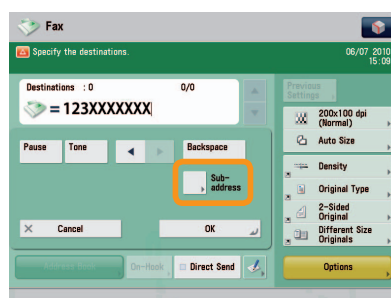 Fax
Specify the destinations.
06/07 2010
15:09
Destinations : 0
0/0
= 123XXXXXXX
Previous
Settings
200x100 dpi
(Normal)
Auto Size
Pause
Tone
Backspace
Sub-
address
Density
Original Type
2-Sided
Original
Different Size
Originals
Cancel
OK
On-Hook
Direct Send
Options